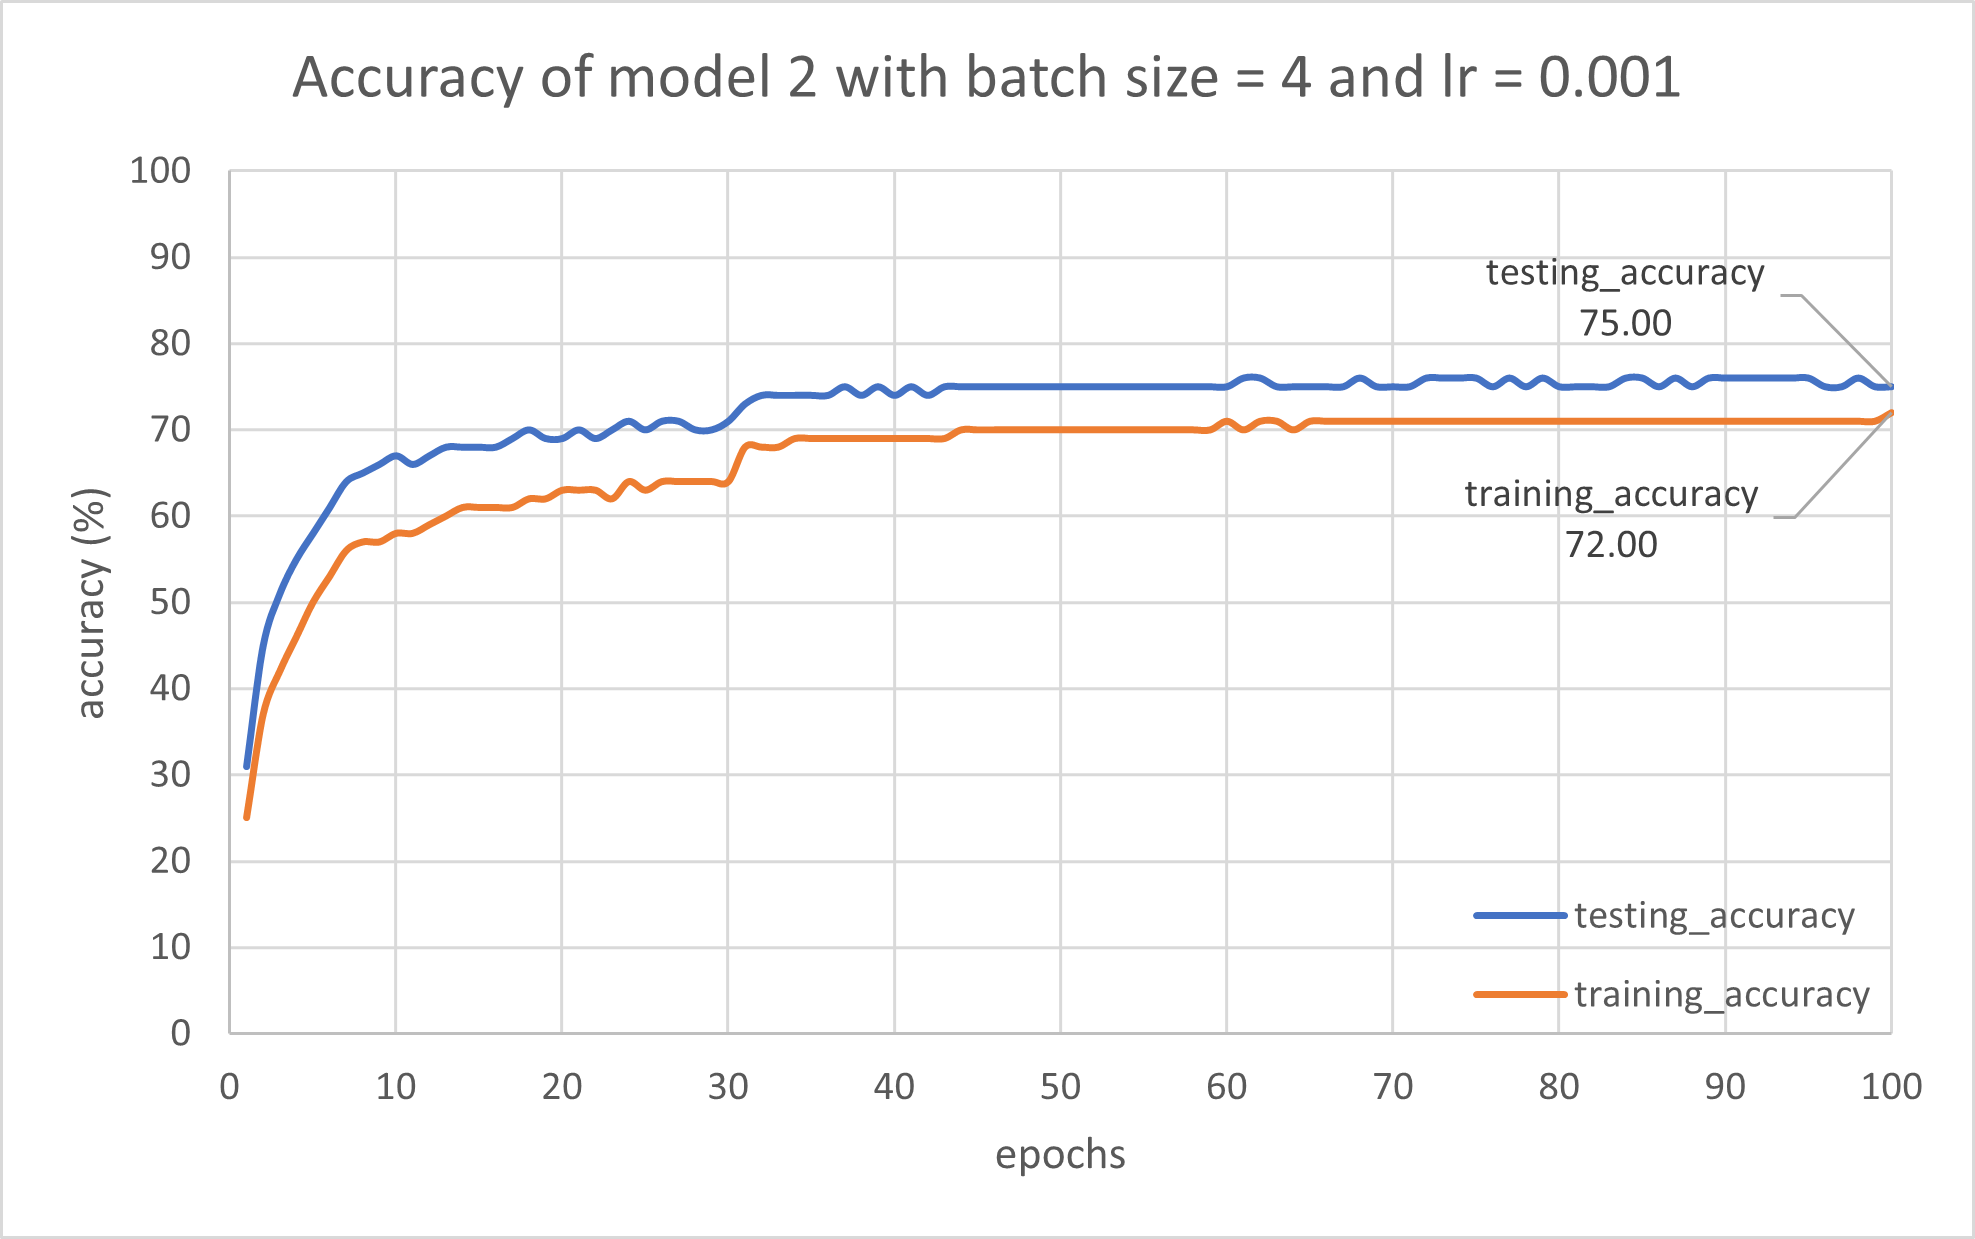 Accuracy of model 2 with batch size = 4 and lr = 0.001
100
90
80
70
60
50
40
30
20
10
0
accuracy (%)
testing_accuracy
75.00
training_accuracy
72.00
testing_accuracy
training_accuracy
0 10 20 30 40 50 60 70 80 90 100
epochs